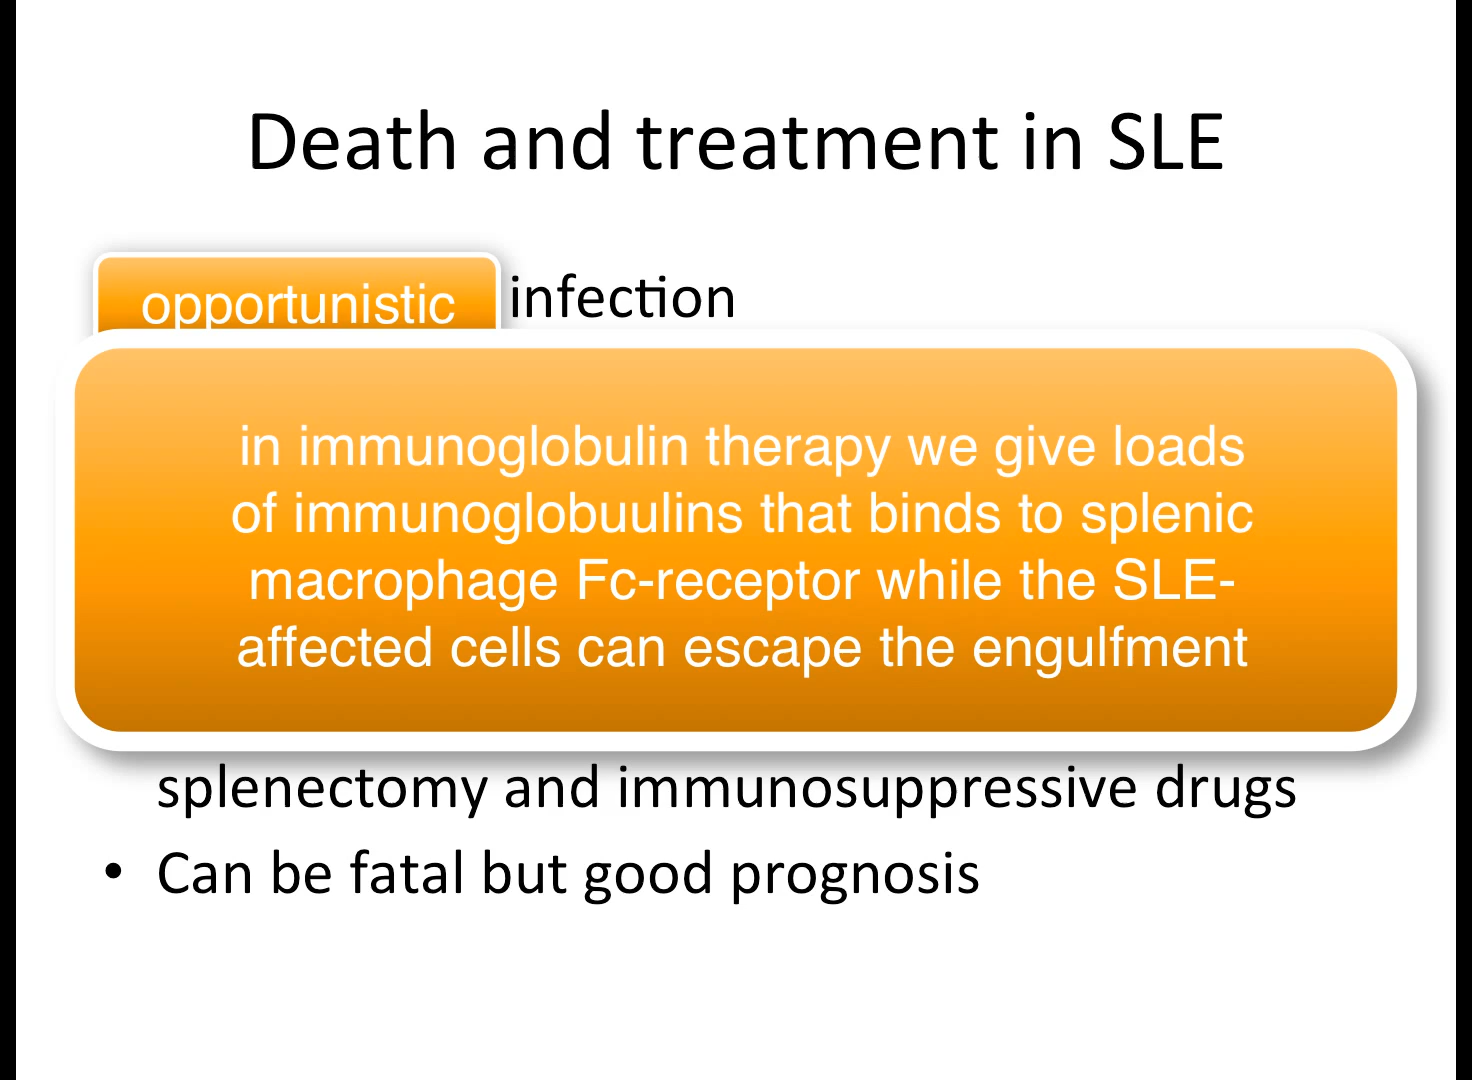 Death and treatment in SLE
opportunistic infection
in immunoglobulin therapy we give loads
of immunoglobuulins that binds to splenic
macrophage Fc-receptor while the SLE-
affected cells can escape the engulfment
splenectomy and immunosuppressive drugs
• Can be fatal but good prognosis